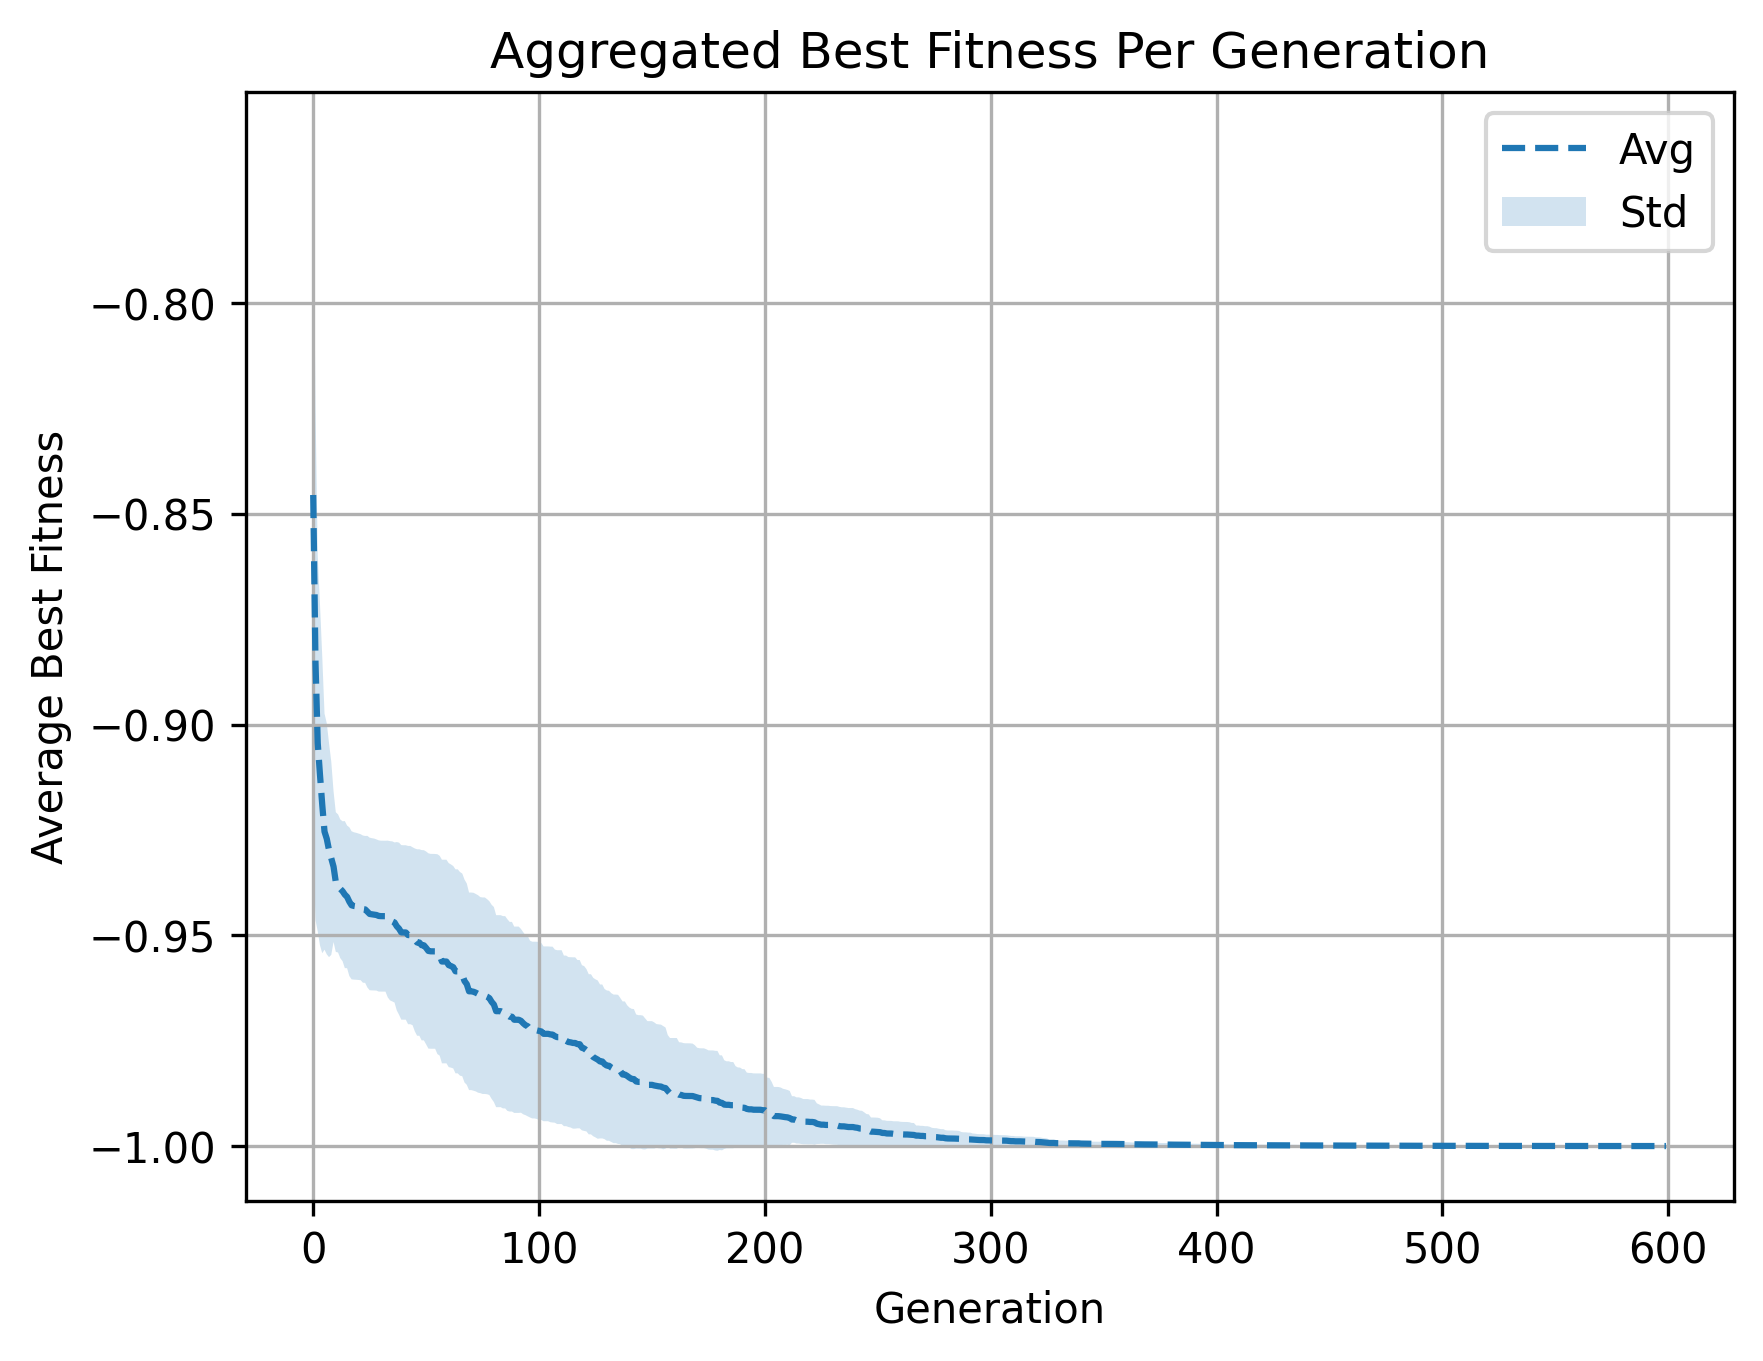 Aggregated Best Fitness Per Generation
Avg
Std
−0.80
−0.85
−0.90
−0.95
−1.00
Average Best Fitness
0 100 200 300 400 500 600
Generation